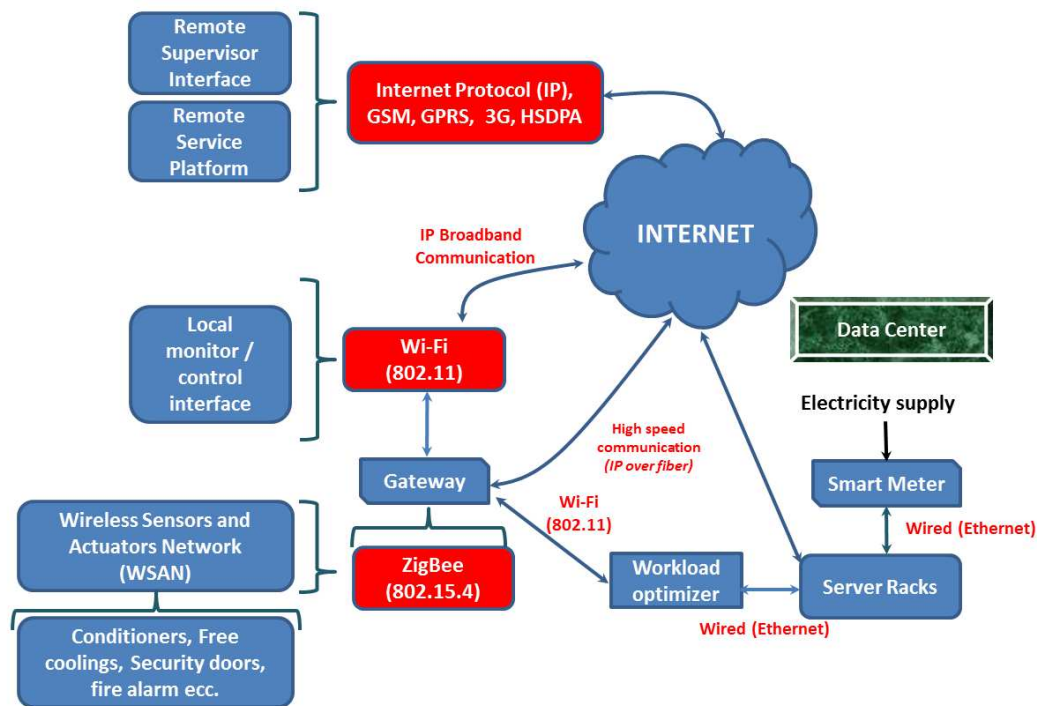 Remote
Supervisor
Interface
Remote
Service
Platform
Internet Protocol (IP),
GSM, GPRS, 3G, HSDPA
INTERNET
IP Broadband
Communication
Local
monitor /
control
interface
Wi-Fi
(802.11)
Data Center
Electricity supply
High speed
communication
(IP over fiber)
Gateway
Smart Meter
Wi-Fi
(802.11)
Wired (Ethernet)
Wireless Sensors and
Actuators Network
(WSAN)
ZigBee
(802.15.4)
Workload
optimizer
Server Racks
Wired (Ethernet)
Conditioners, Free
coolings, Security doors,
fire alarm ecc.